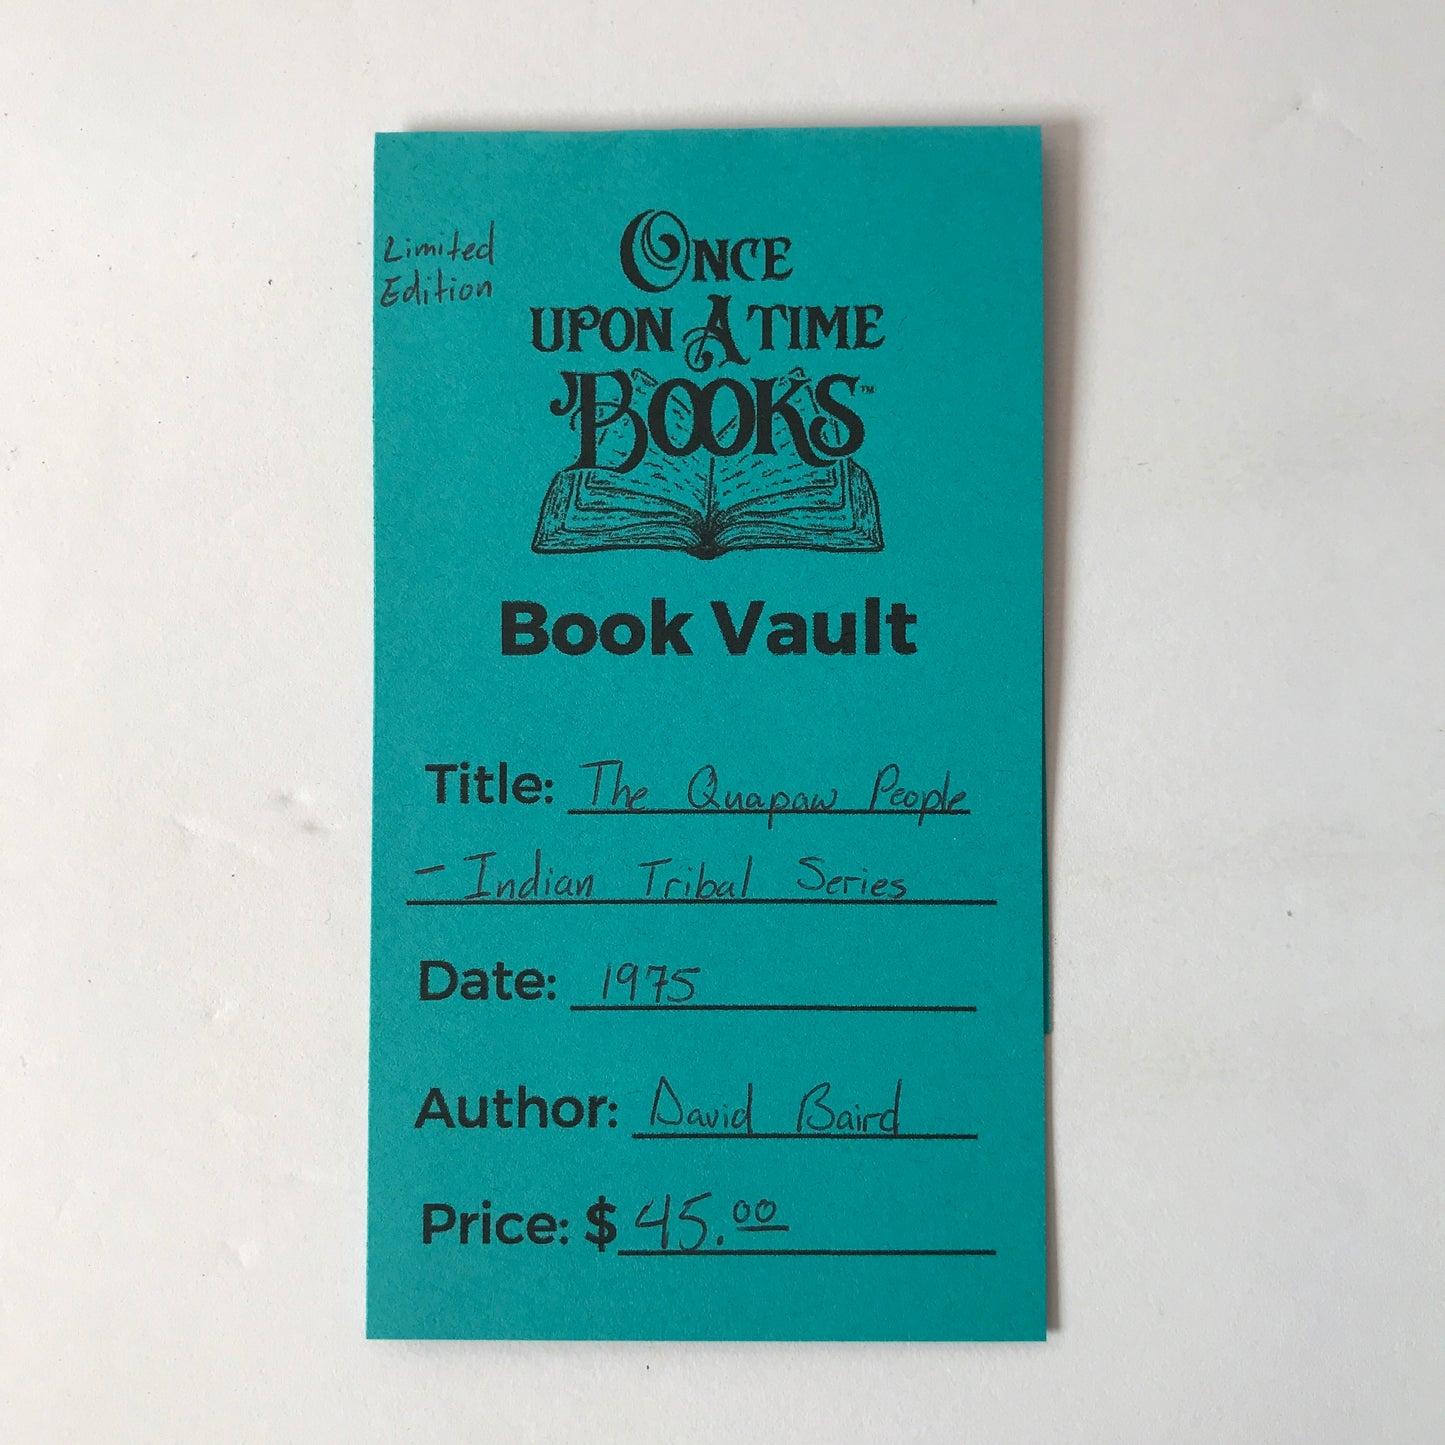 Limited
Edition
ONCE
UPON A TIME
BOOKS™
Book Vault
Title: The Quapaw People
- Indian Tribal Series
Date: 1975
Author: David Baird
Price: $ 45.00